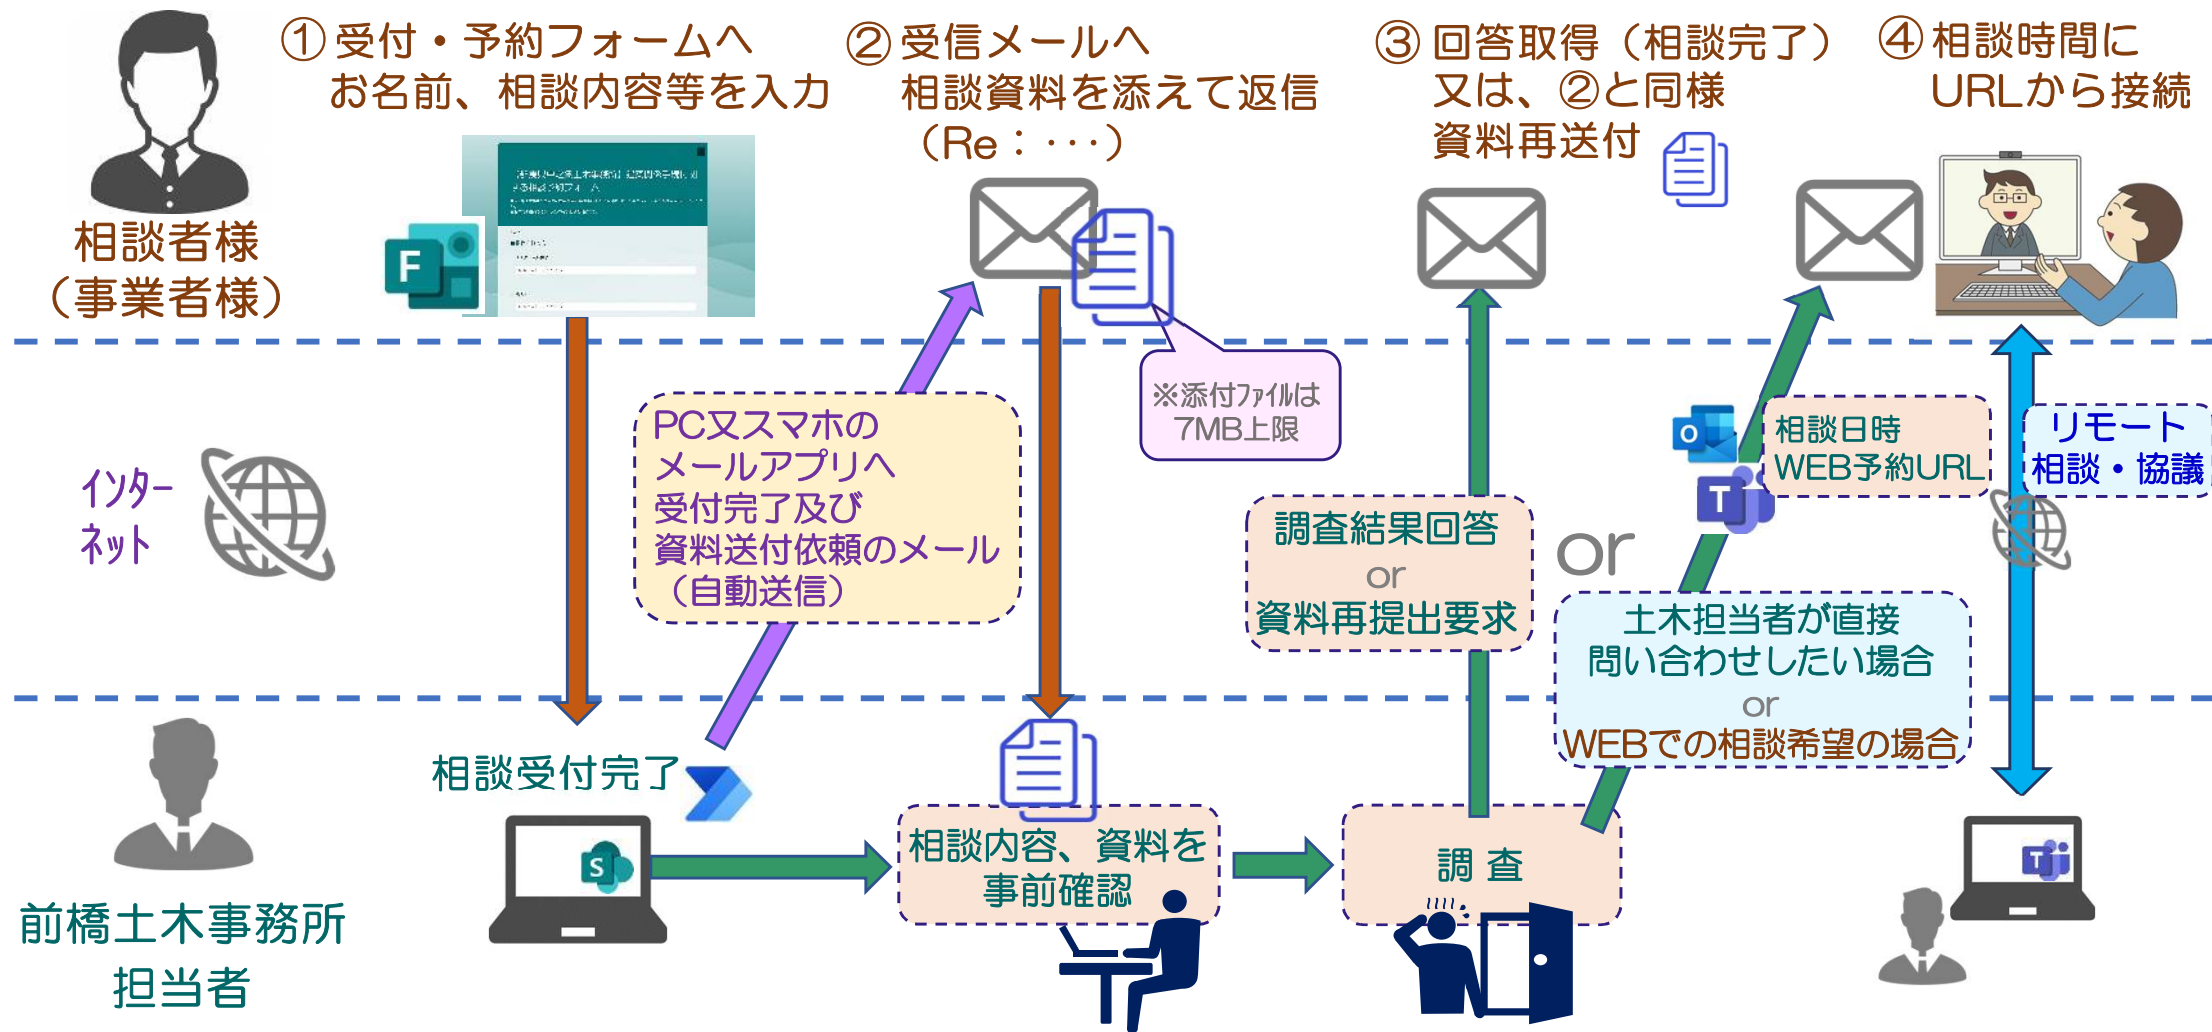 ① 受付・予約フォームへ
お名前、相談内容等を入力
② 受信メールへ
相談資料を添えて返信
（Re：･･･）
③ 回答取得（相談完了）
又は、②と同様
資料再送付
④ 相談時間に
URLから接続
相談者様
（事業者様）
F
※添付ﾌｧｲﾙは
7MB上限
PC又スマホの
メールアプリへ
受付完了及び
資料送付依頼のメール
（自動送信）
ｲﾝﾀｰ
ﾈｯﾄ
調査結果回答
or
資料再提出要求
or
O
T
相談日時
WEB予約URL
リモート
相談・協議
土木担当者が直接
問い合わせしたい場合
or
WEBでの相談希望の場合
相談受付完了
S
相談内容、資料を
事前確認
調 査
T
前橋土木事務所
担当者